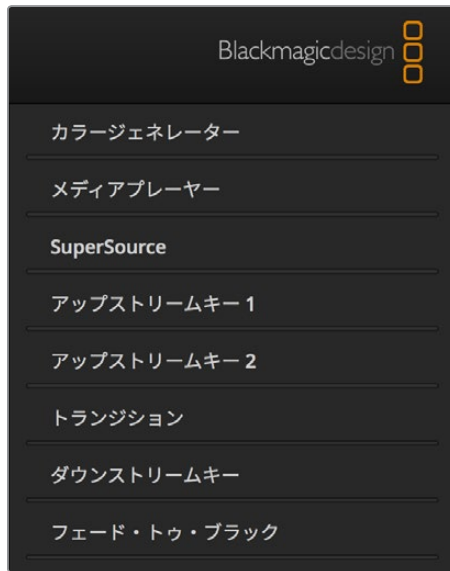 Blackmagicdesign
カラージェネレーター
メディアプレーヤー
SuperSource
アップストリームキー 1
アップストリームキー 2
トランジション
ダウンストリームキー
フェード・トゥ・ブラック